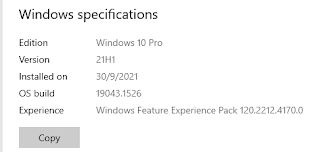 Windows specifications
Edition Windows 10 Pro
Version 21H1
Installed on 30/9/2021
OS build 19043.1526
Experience Windows Feature Experience Pack 120.2212.4170.0
Copy